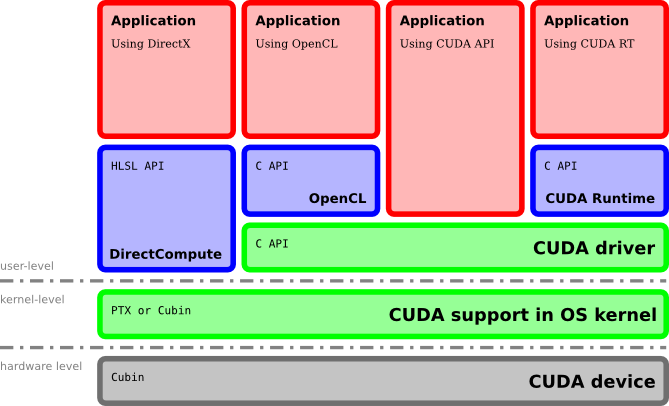 Application
Using DirectX
Application
Using OpenCL
Application
Using CUDA API
Application
Using CUDA RT
HLSL API
DirectCompute
C API
OpenCL
C API
CUDA Runtime
C API
CUDA driver
user-level
kernel-level
PTX or Cubin
CUDA support in OS kernel
hardware level
Cubin
CUDA device